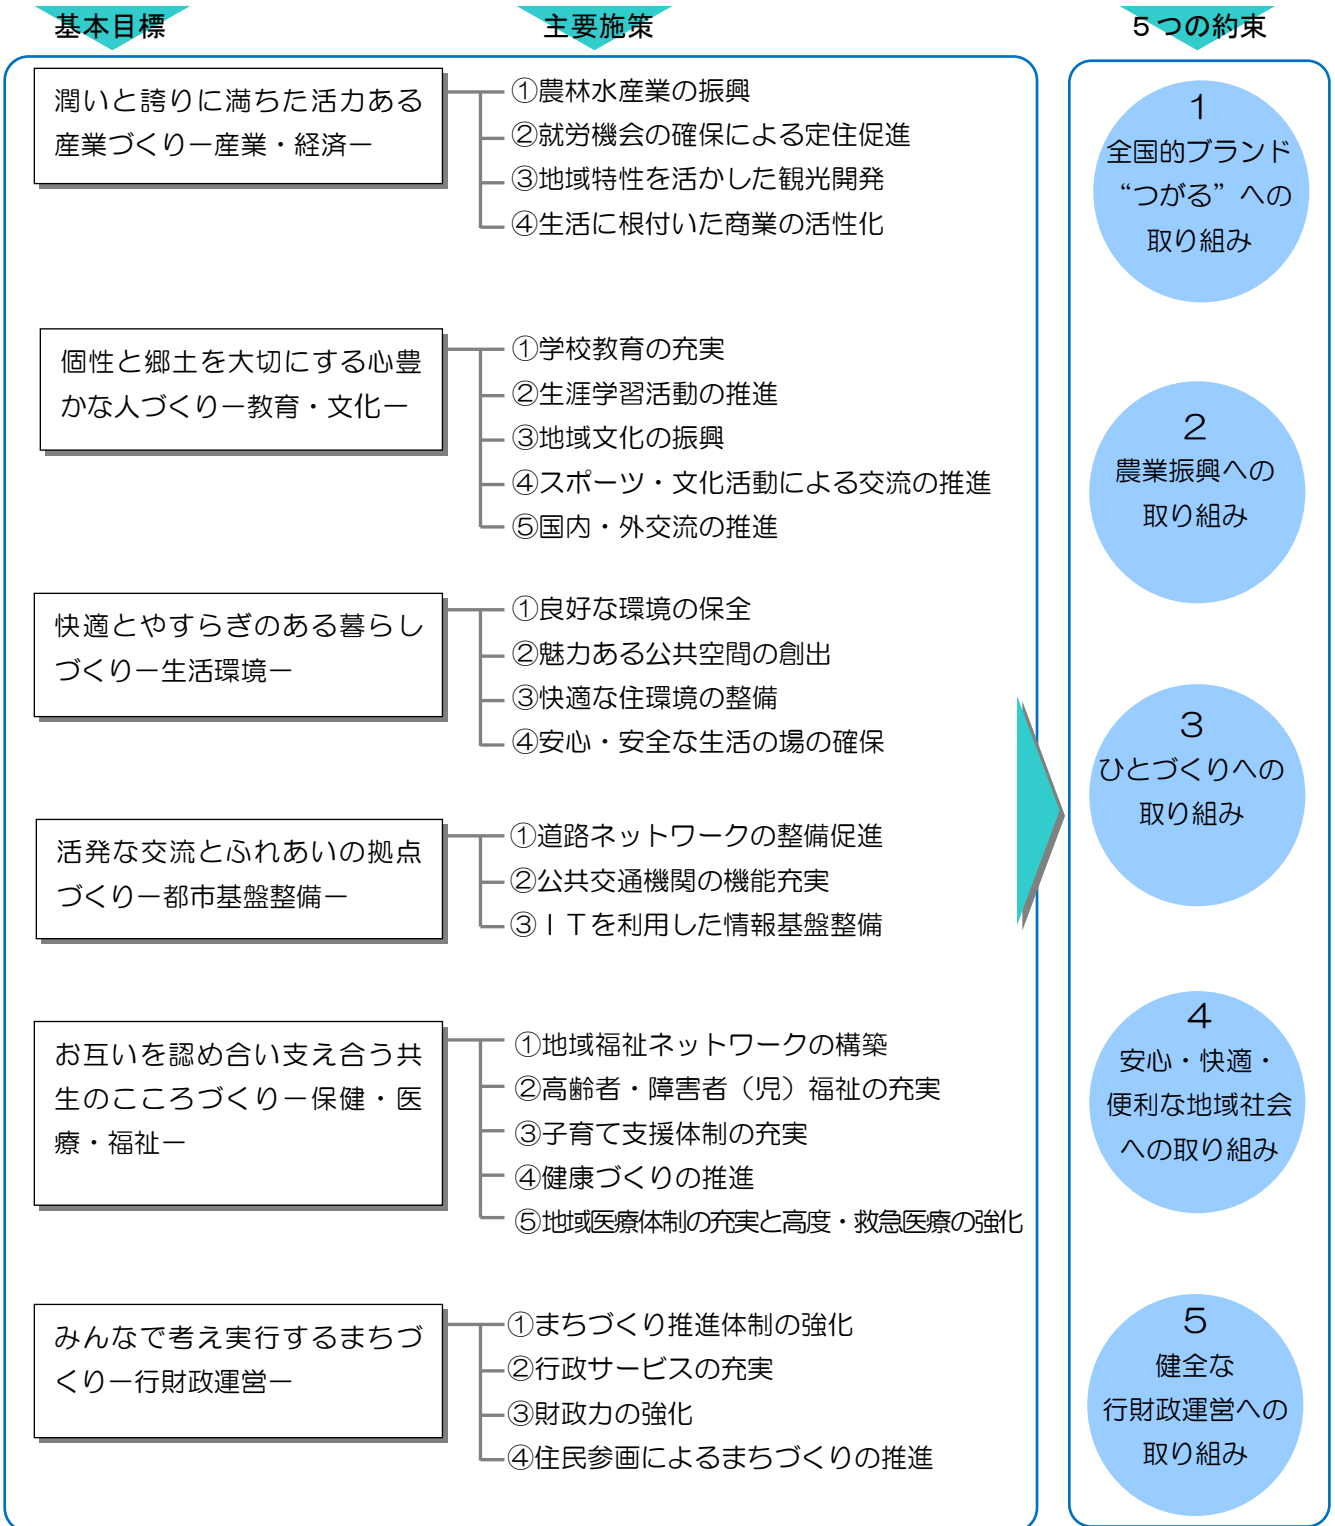 基本目標
主要施策
５つの約束
潤いと誇りに満ちた活力ある
産業づくりー産業・経済ー
①農林水産業の振興
②就労機会の確保による定住促進
③地域特性を活かした観光開発
④生活に根付いた商業の活性化
個性と郷土を大切にする心豊
かな人づくりー教育・文化ー
①学校教育の充実
②生涯学習活動の推進
③地域文化の振興
④スポーツ・文化活動による交流の推進
⑤国内・外交流の推進
快適とやすらぎのある暮らし
づくりー生活環境ー
①良好な環境の保全
②魅力ある公共空間の創出
③快適な住環境の整備
④安心・安全な生活の場の確保
活発な交流とふれあいの拠点
づくりー都市基盤整備ー
①道路ネットワークの整備促進
②公共交通機関の機能充実
③ＩＴを利用した情報基盤整備
お互いを認め合い支え合う共
生のこころづくりー保健・医
療・福祉ー
①地域福祉ネットワークの構築
②高齢者・障害者（児）福祉の充実
③子育て支援体制の充実
④健康づくりの推進
⑤地域医療体制の充実と高度・救急医療の強化
みんなで考え実行するまちづ
くりー行財政運営ー
①まちづくり推進体制の強化
②行政サービスの充実
③財政力の強化
④住民参画によるまちづくりの推進
１
全国的ブランド
“つがる”への
取り組み
２
農業振興への
取り組み
３
ひとづくりへの
取り組み
４
安心・快適・
便利な地域社会
への取り組み
５
健全な
行財政運営への
取り組み